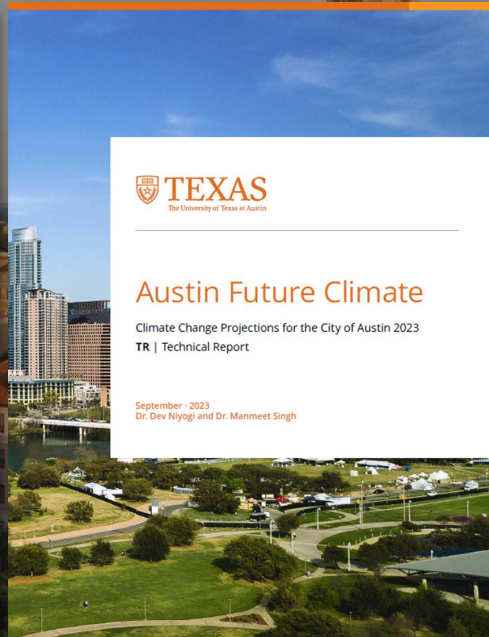 TEXAS
The University of Texas at Austin
Austin Future Climate
Climate Change Projections for the City of Austin 2023
TR | Technical Report
September · 2023
Dr. Dev Niyogi and Dr. Manmeet Singh